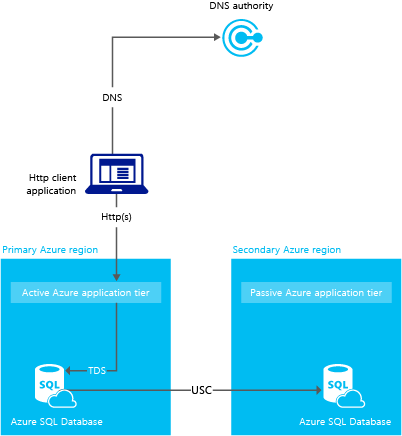 DNS authority
DNS
Http client
application
Http(s)
Primary Azure region
Secondary Azure region
Active Azure application tier
Passive Azure application tier
TDS
SQL
USC
SQL
Azure SQL Database
Azure SQL Database